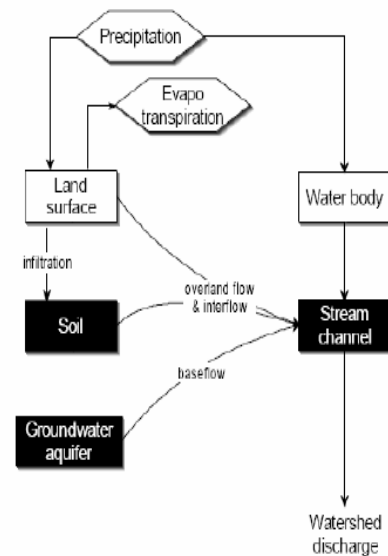 Precipitation
Evapo
transpiration
Land
surface
Water body
infiltration
overland flow
& interflow
Soil
Stream
channel
baseflow
Groundwater
aquifer
Watershed
discharge